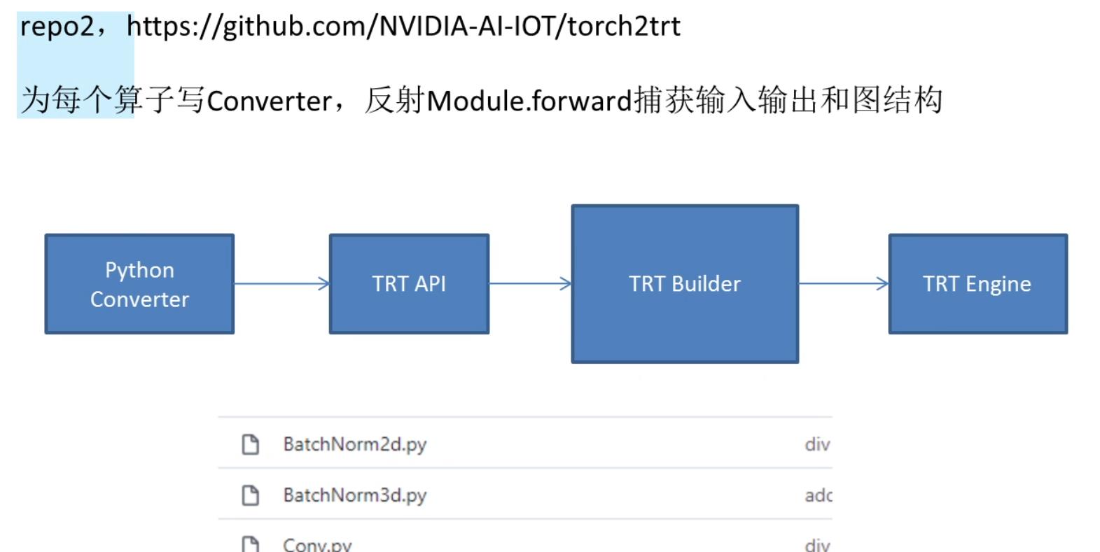 repo2，https://github.com/NVIDIA-AI-IOT/torch2trt
为每个算子写Converter，反射Module.forward捕获输入输出和图结构
Python
Converter
TRT API
TRT Builder
TRT Engine
BatchNorm2d.py div
BatchNorm3d.py add
Conv.py div